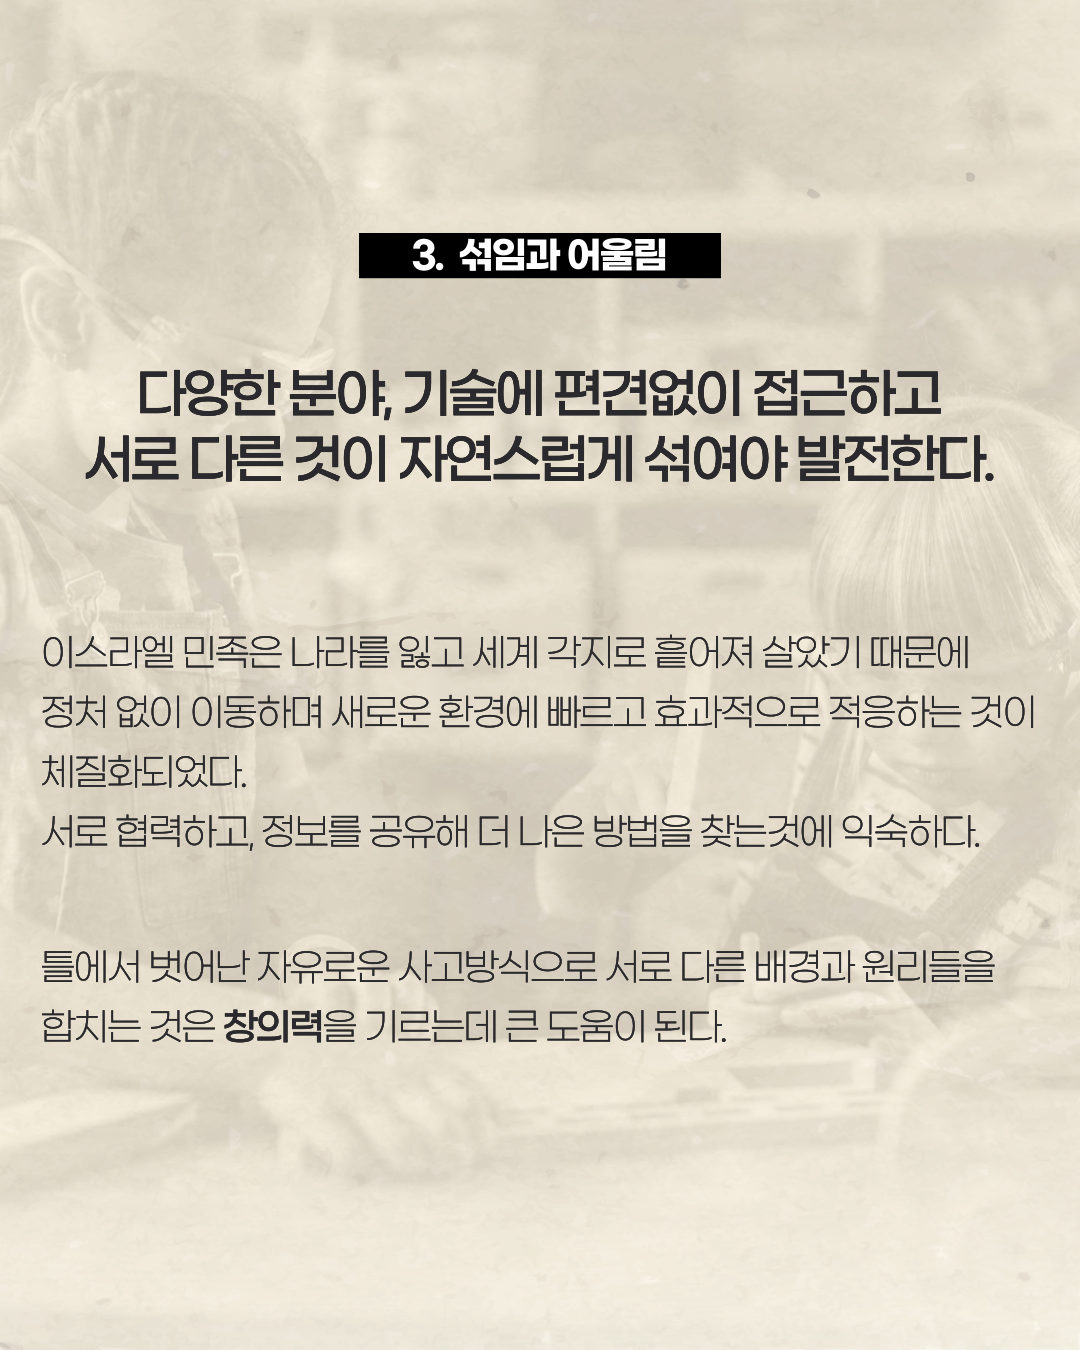 3. 섞임과 어울림
다양한 분야, 기술에 편견없이 접근하고
서로 다른 것이 자연스럽게 섞여야 발전한다.
이스라엘 민족은 나라를 잃고 세계 각지로 흩어져 살았기 때문에
정처 없이 이동하며 새로운 환경에 빠르고 효과적으로 적응하는 것이
체질화되었다.
서로 협력하고, 정보를 공유해 더 나은 방법을 찾는것에 익숙하다.
틀에서 벗어난 자유로운 사고방식으로 서로 다른 배경과 원리들을
합치는 것은 창의력을 기르는데 큰 도움이 된다.